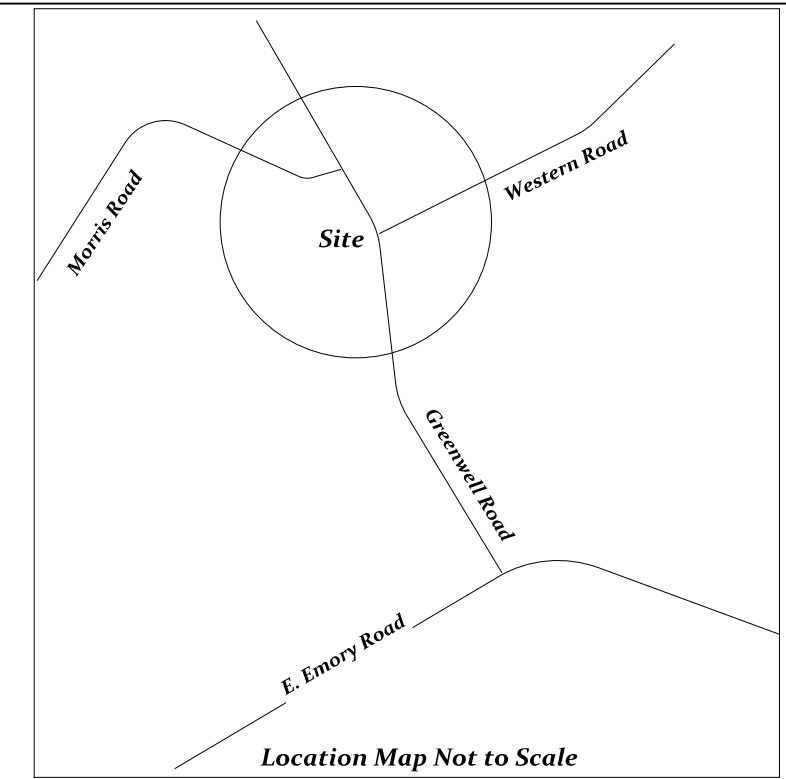 Western Road
Morris Road
Site
Greenwell Road
E. Emory Road
Location Map Not to Scale